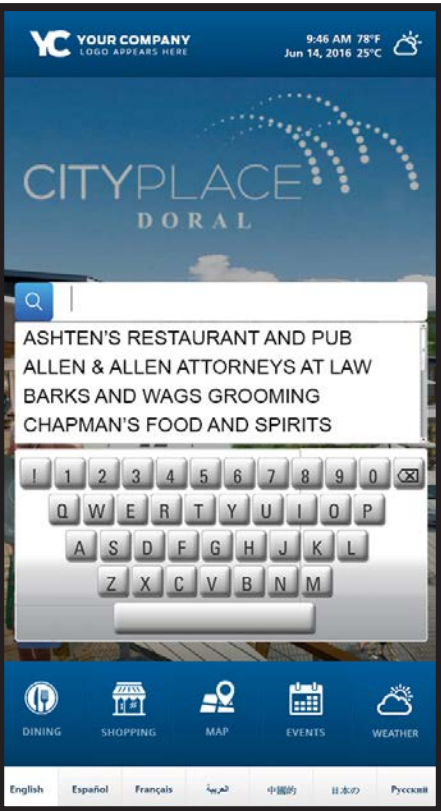 YC YOUR COMPANY
LOGO APPEARS HERE
9:46 AM 78°F
Jun 14, 2016 25°C
CITYPLACE
DORAL
ASHTEN'S RESTAURANT AND PUB
ALLEN & ALLEN ATTORNEYS AT LAW
BARKS AND WAGS GROOMING
CHAPMAN'S FOOD AND SPIRITS
! 1 2 3 4 5 6 7 8 9 0
Q W E R T Y U I O P
A S D F G H J K L
Z X C V B N M
DINING SHOPPING MAP EVENTS WEATHER
English Español Français العربية 中國的 日本の Русский